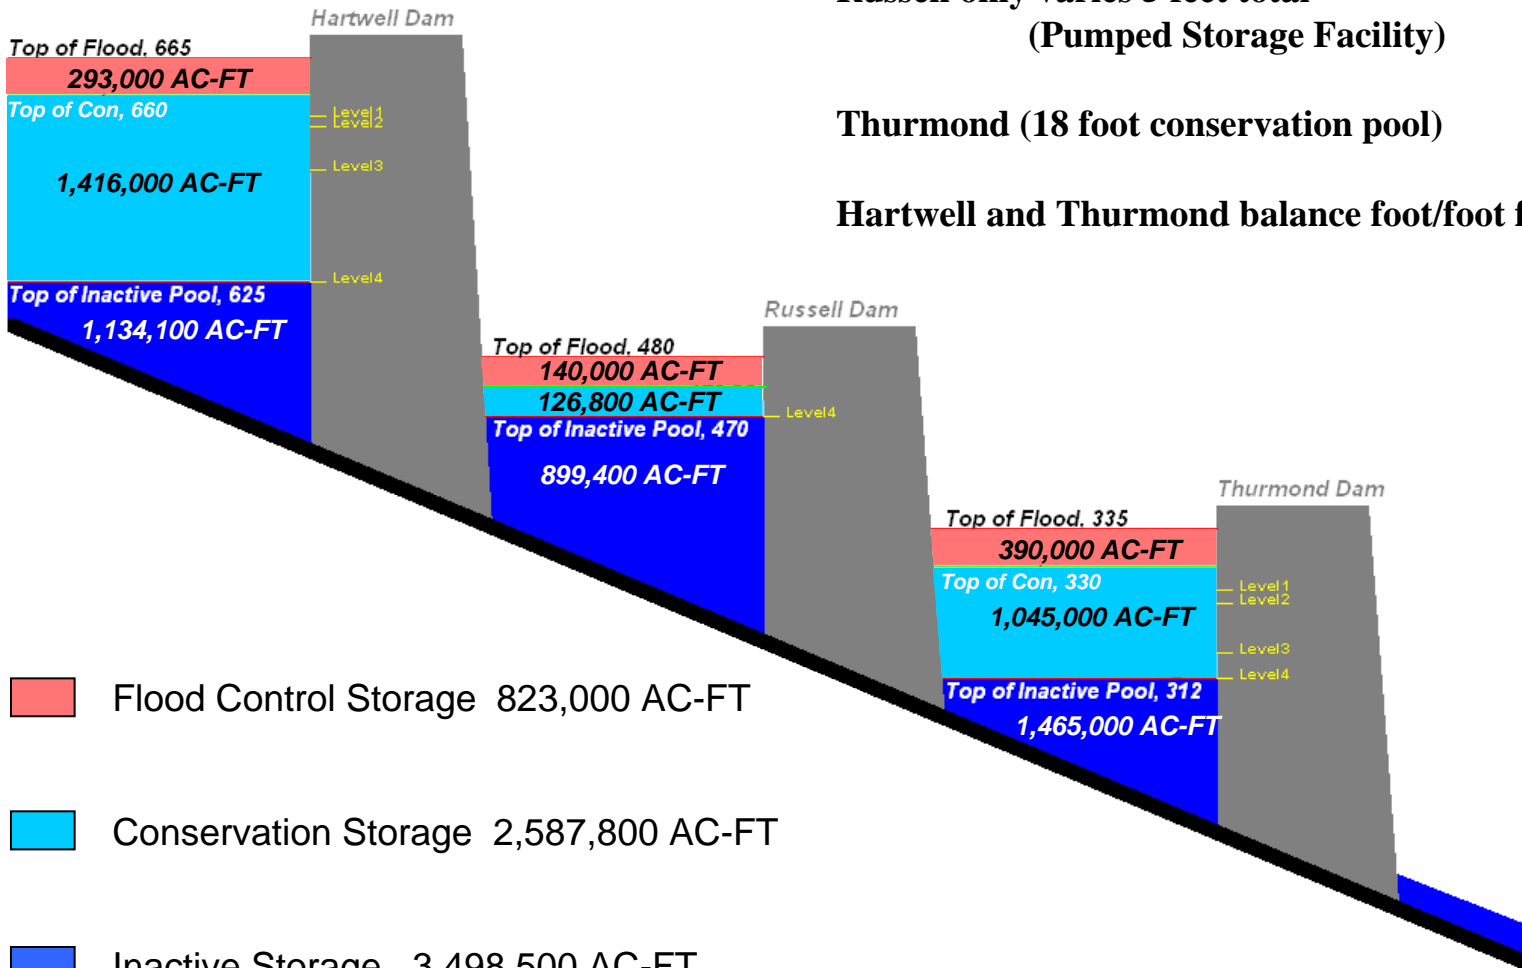 Russell only varies 5 feet total
(Pumped Storage Facility)
Thurmond (18 foot conservation pool)
Hartwell and Thurmond balance foot/foot
Hartwell Dam
Top of Flood, 665
293,000 AC-FT
Top of Con, 660
Level1
Level2
Level3
1,416,000 AC-FT
Level4
Top of Inactive Pool, 625
1,134,100 AC-FT
Russell Dam
Top of Flood, 480
140,000 AC-FT
126,800 AC-FT
Level4
Top of Inactive Pool, 470
899,400 AC-FT
Thurmond Dam
Top of Flood, 335
390,000 AC-FT
Top of Con, 330
Level1
Level2
1,045,000 AC-FT
Level3
Level4
Top of Inactive Pool, 312
1,465,000 AC-FT
Flood Control Storage 823,000 AC-FT
Conservation Storage 2,587,800 AC-FT
Inactive Storage 3,498,500 AC-FT